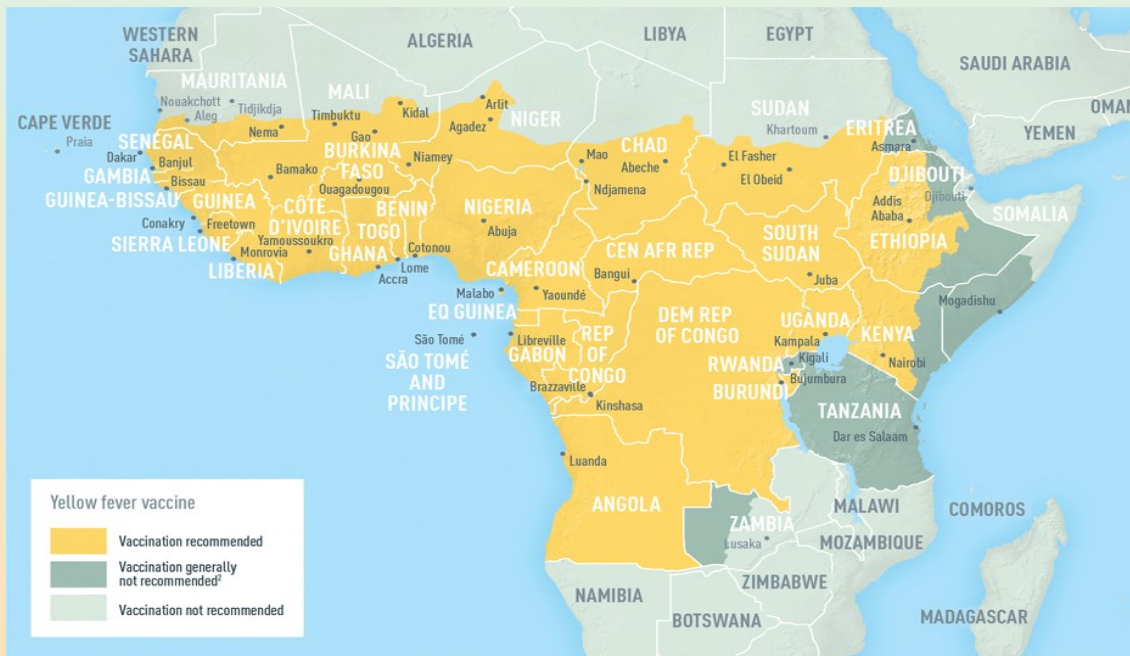 WESTERN
SAHARA
ALGERIA
LIBYA
EGYPT
SAUDI ARABIA
OMAN
YEMEN
MAURITANIA
Nouakchott
Aleg
Tidjikdja
CAPE VERDE
Praia
MALI
Timbuktu
Kidal
Nema
Gao
Bamako
Arlit
Agadez
NIGER
Niamey
SUDAN
Khartoum
El Fasher
El Obeid
ERITREA
Asmara
SENEGAL
Dakar
Banjul
GAMBIA
Bissau
GUINEA-BISSAU
GUINEA
Conakry
Freetown
SIERRA LEONE
Monrovia
LIBERIA
BURKINA
FASO
Ouagadougou
CÔTE
D'IVOIRE
Yamoussoukro
BENIN
TOGO
GHANA
Cotonou
Lome
Accra
NIGERIA
Abuja
CHAD
Mao
Abeche
Ndjamena
DJIBOUTI
Djibouti
SOMALIA
Addis
Ababa
ETHIOPIA
Mogadishu
SOUTH
SUDAN
Juba
CEN AFR REP
Bangui
CAMEROON
Malabo
Yaoundé
EQ GUINEA
São Tomé
SÃO TOMÉ
AND
PRINCIPE
Libreville
GABON
REP
OF
CONGO
Brazzaville
Kinshasa
DEM REP
OF CONGO
UGANDA
Kampala
KENYA
Nairobi
RWANDA
Kigali
BURUNDI
Bujumbura
TANZANIA
Dar es Salaam
Luanda
ANGOLA
ZAMBIA
Lusaka
MALAWI
MOZAMBIQUE
COMOROS
NAMIBIA
BOTSWANA
ZIMBABWE
MADAGASCAR
Yellow fever vaccine
Vaccination recommended
Vaccination generally
not recommended²
Vaccination not recommended